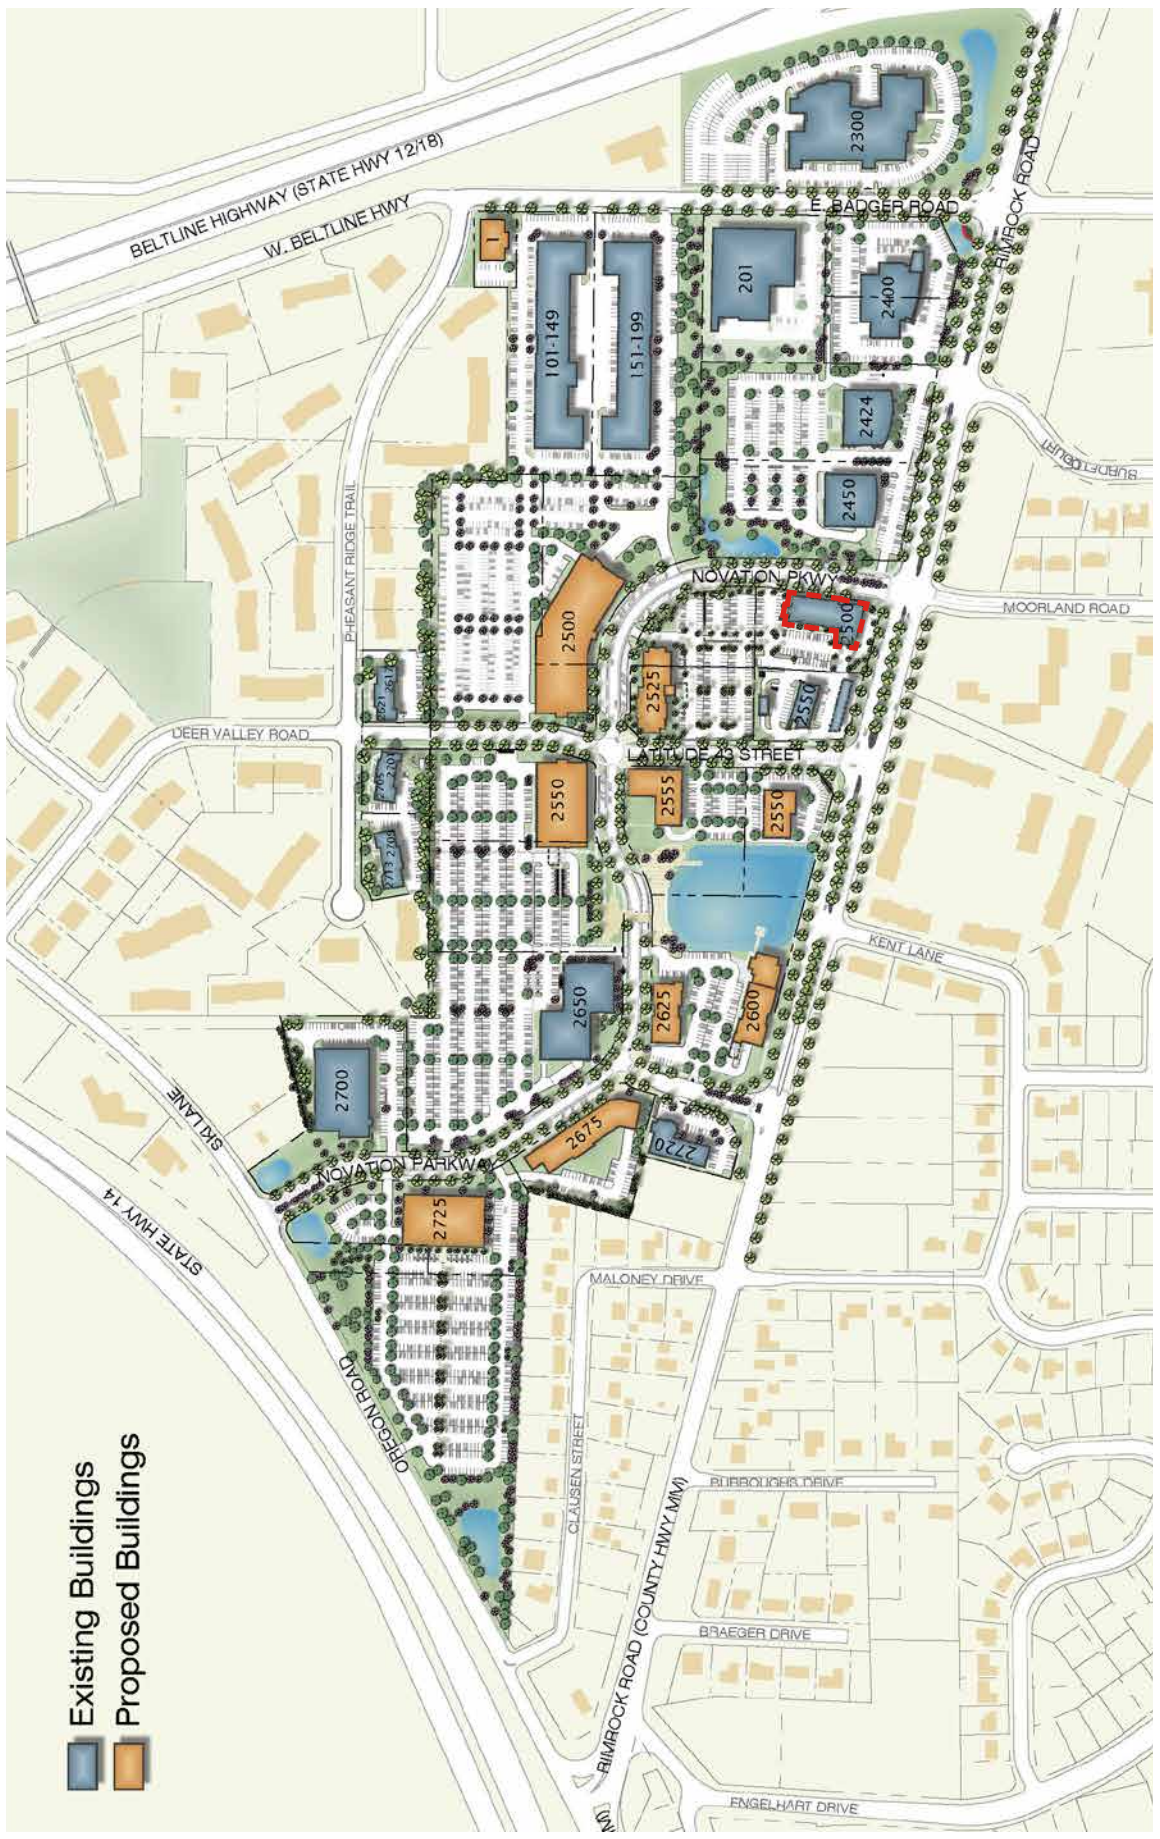 BELTLINE HIGHWAY (STATE HWY 12/18)
W. BELTLINE HWY
2300
E. BADGER ROAD
RIMROCK ROAD
1
101-149
151-199
201
2400
2424
2450
PHEASANT RIDGE TRAIL
NOVATION PKWY
MOORLAND ROAD
2500
2500
2525
2550
DEER VALLEY ROAD
LATITUDE 43 STREET
2550
2555
2550
KENT LANE
2650
2625
2600
2700
SKI LANE
STATE HWY 14
NOVATION PARKWAY
2675
2720
2725
MALONEY DRIVE
OREGON ROAD
CLAUSEN STREET
BURROUGHS DRIVE
BRAEGER DRIVE
RIMROCK ROAD (COUNTY HWY MM)
ENGELHART DRIVE
Existing Buildings
Proposed Buildings